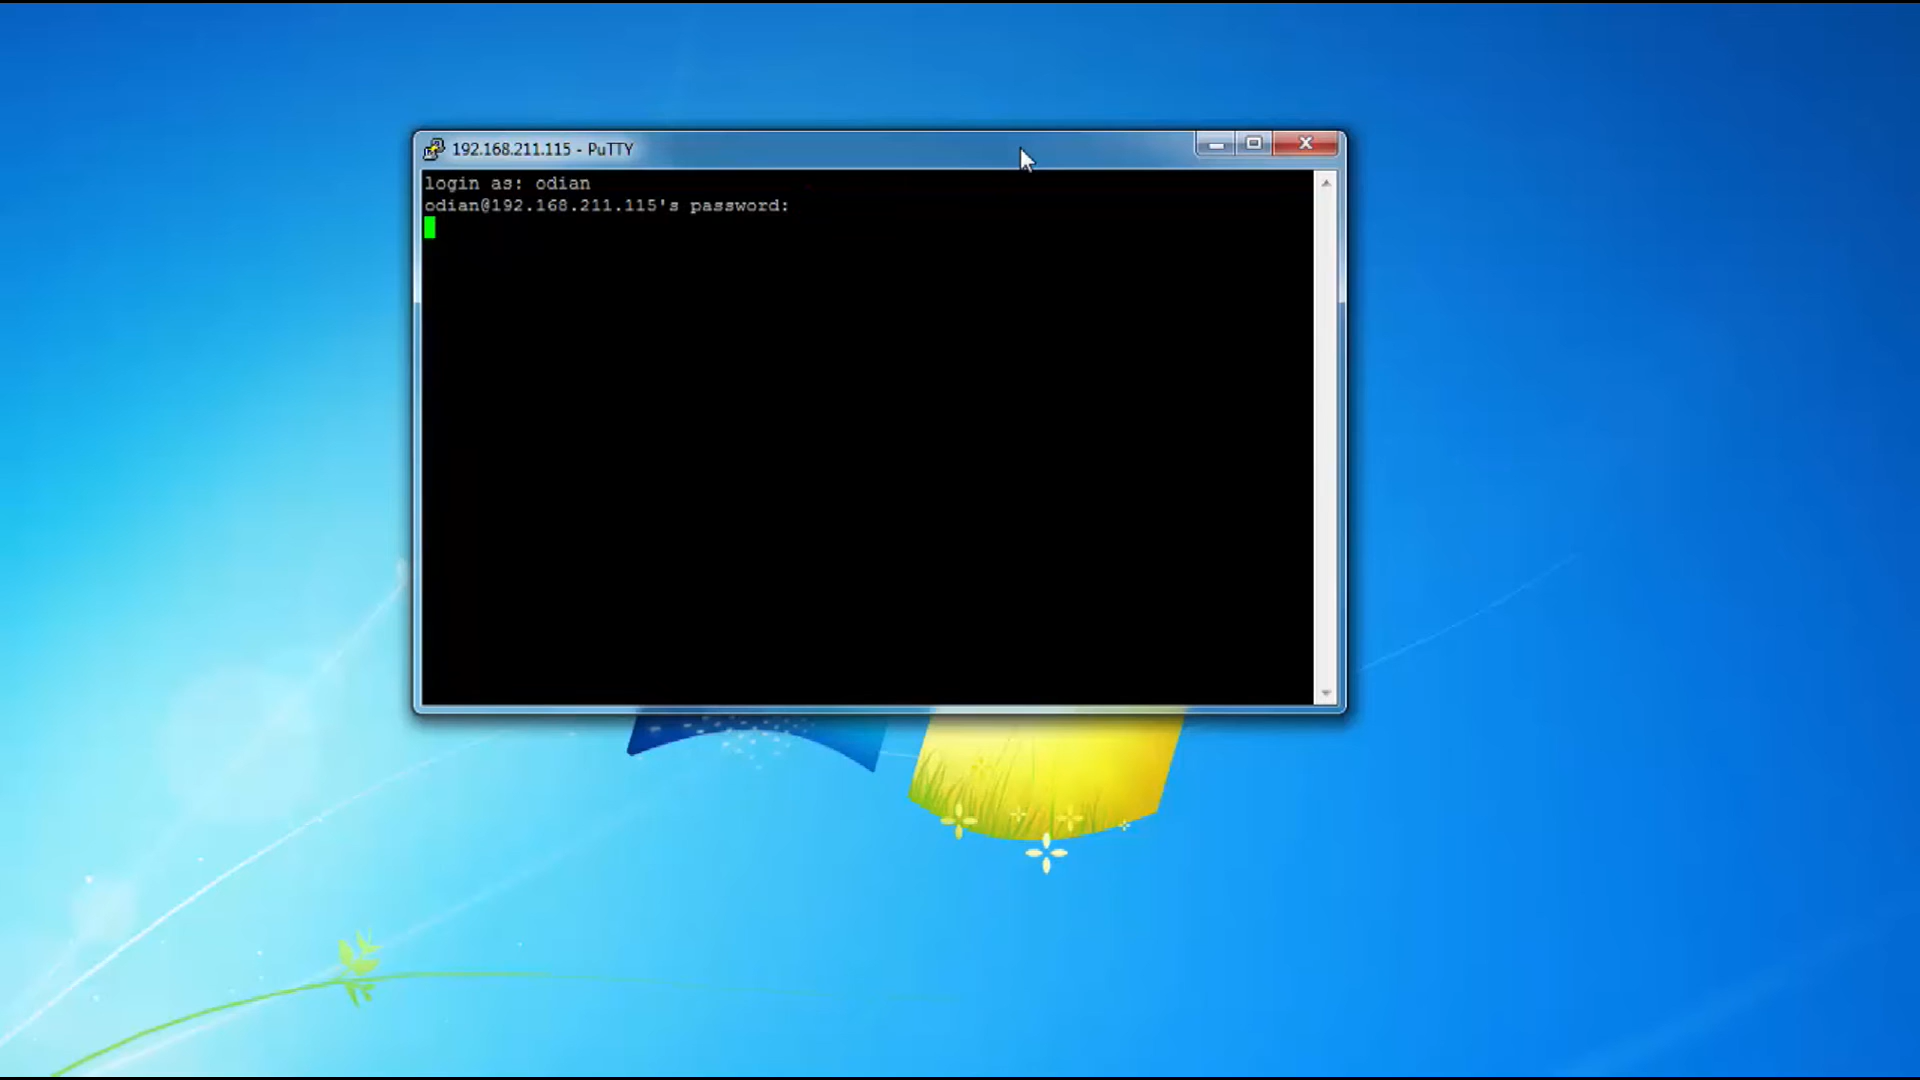 192.168.211.115 - PuTTY
login as: odian
odian@192.168.211.115's password: